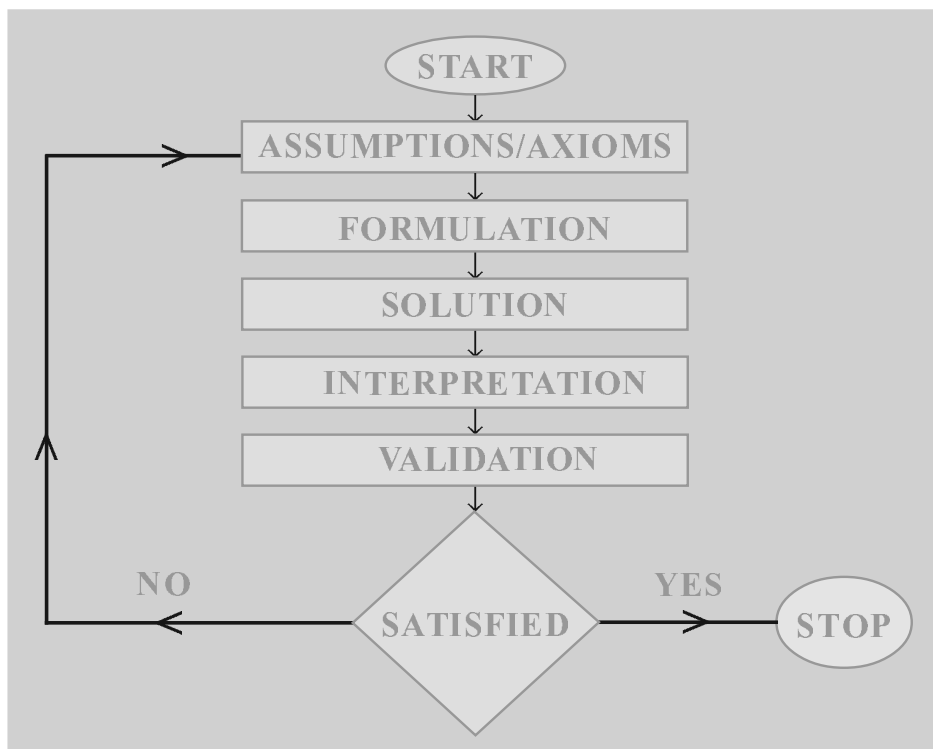 START
ASSUMPTIONS/AXIOMS
FORMULATION
SOLUTION
INTERPRETATION
VALIDATION
NO
YES
SATISFIED
STOP